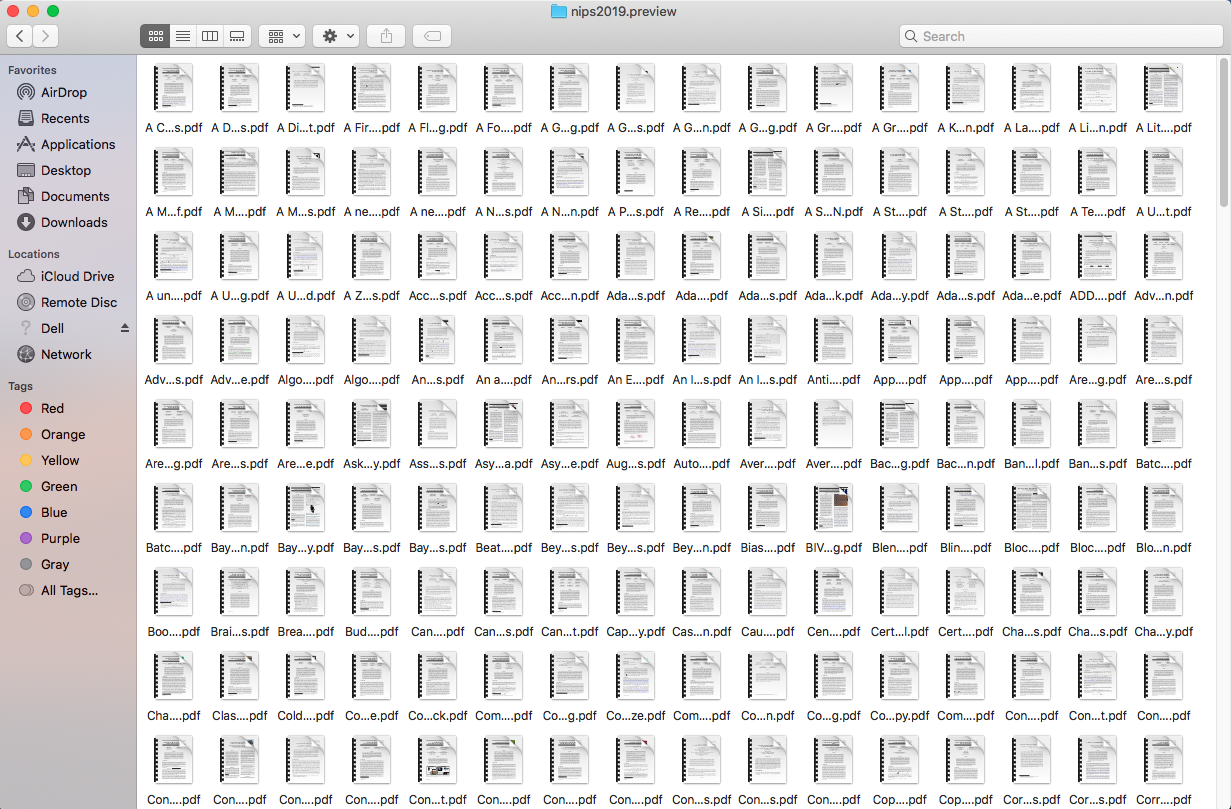 nips2019.preview
Search
Favorites
AirDrop
Recents
Applications
Desktop
Documents
Downloads
Locations
iCloud Drive
Remote Disc
Dell
Network
Tags
Red
Orange
Yellow
Green
Blue
Purple
Gray
All Tags...
A C...s.pdf A D...s.pdf A Di...t.pdf A Fir....pdf A Fl...g.pdf A Fo....pdf A G...g.pdf A G...s.pdf A G...n.pdf A G...g.pdf A Gr....pdf A Gr....pdf A K...n.pdf A La....pdf A Li...n.pdf A Lit....pdf
A M...f.pdf A M....pdf A M...s.pdf A ne....pdf A ne....pdf A N...s.pdf A N...n.pdf A P...s.pdf A Re....pdf A Si....pdf A S...N.pdf A St....pdf A St....pdf A St....pdf A Te....pdf A U...t.pdf
A un....pdf A U...g.pdf A U...d.pdf A Z...s.pdf Acc...s.pdf Acc...s.pdf Acc...n.pdf Ada...s.pdf Ada....pdf Ada...s.pdf Ada...k.pdf Ada...y.pdf Ada...s.pdf Ada...e.pdf ADD....pdf Adv...n.pdf
Adv...s.pdf Adv...e.pdf Algo....pdf Algo....pdf An...s.pdf An a....pdf An...rs.pdf An E....pdf An I...s.pdf An I...s.pdf Anti....pdf App....pdf App....pdf App....pdf Are...g.pdf Are...s.pdf
Are...g.pdf Are...s.pdf Are...e.pdf Ask...y.pdf Ass...s.pdf Asy...a.pdf Asy...e.pdf Aug...s.pdf Auto....pdf Aver....pdf Aver....pdf Bac...g.pdf Bac...n.pdf Ban...l.pdf Ban...s.pdf Batc....pdf
Batc....pdf Bay...n.pdf Bay...y.pdf Bay...s.pdf Bay...s.pdf Beat....pdf Bey...s.pdf Bey...s.pdf Bey...n.pdf Bias....pdf BIV...g.pdf Blen....pdf Blin....pdf Bloc....pdf Bloc....pdf Blo...n.pdf
Boo....pdf Brai...s.pdf Brea....pdf Bud....pdf Can....pdf Can...s.pdf Can...t.pdf Cap...y.pdf Cas...n.pdf Cau....pdf Cen....pdf Cert...l.pdf Cert....pdf Cha...s.pdf Cha...s.pdf Cha...y.pdf
Cha....pdf Clas....pdf Cold....pdf Co...e.pdf Co...ck.pdf Com....pdf Co...g.pdf Co...ze.pdf Com....pdf Co...n.pdf Co...g.pdf Co...py.pdf Com....pdf Con....pdf Con...t.pdf Con....pdf
Con....pdf Con....pdf Con....pdf Con....pdf Con...t.pdf Con....pdf Con....pdf Con....pdf Con...s.pdf Con...s.pdf Con....pdf Cop....pdf Cop....pdf Cor...s.pdf Cor...s.pdf Corr....pdf